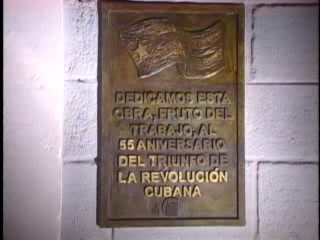 DEDICAMOS ESTA
OBRA, FRUTO DEL
TRABAJO, AL
55 ANIVERSARIO
DEL TRIUNFO DE
LA REVOLUCIÓN
CUBANA